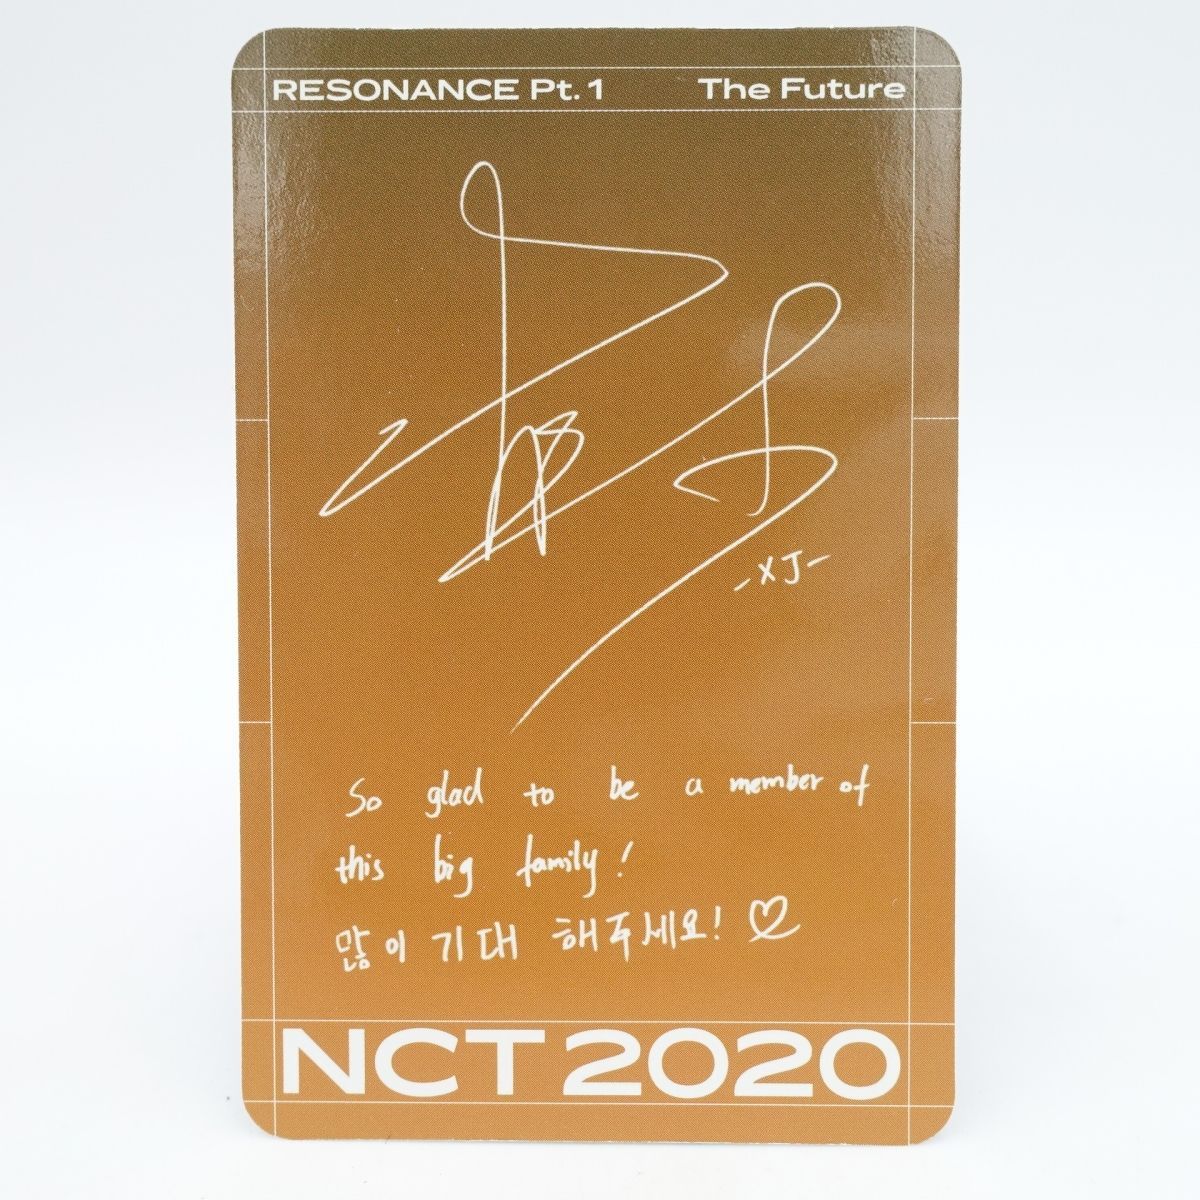 RESONANCE Pt. 1 The Future
-XJ-
So glad to be a member of
this big family!
많이 기대 해주세요! ♡
NCT 2020